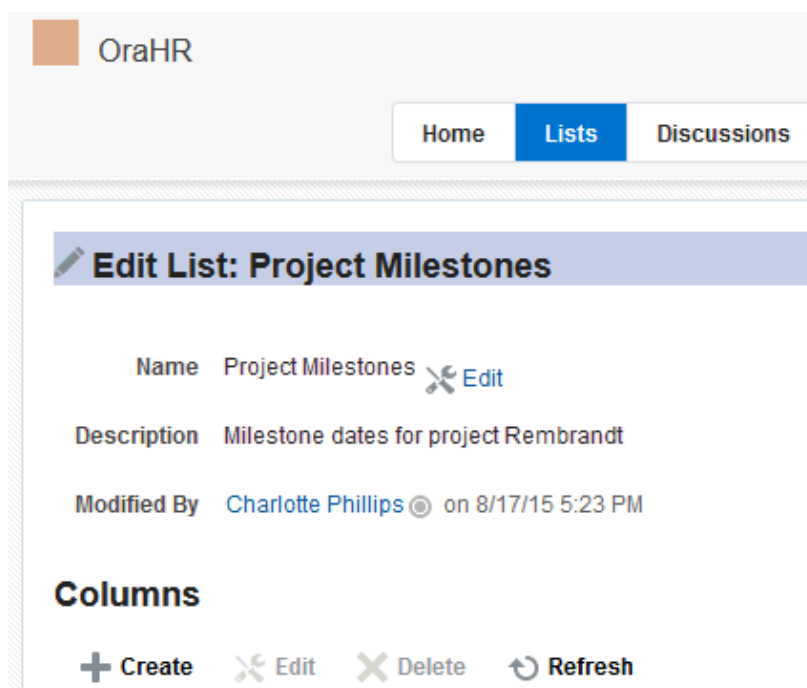 OraHR
Home Lists Discussions
Edit List: Project Milestones
Name Project Milestones Edit
Description Milestone dates for project Rembrandt
Modified By Charlotte Phillips on 8/17/15 5:23 PM
Columns
Create Edit Delete Refresh